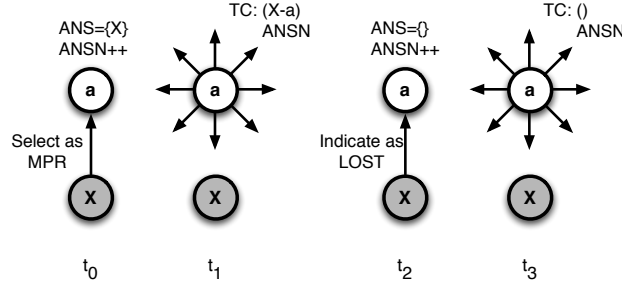 ANS={X}
ANSN++
a
Select as
MPR
X
t0
TC: (X-a)
ANSN
a
X
t1
ANS={}
ANSN++
a
Indicate as
LOST
X
t2
TC: ()
ANSN
a
X
t3